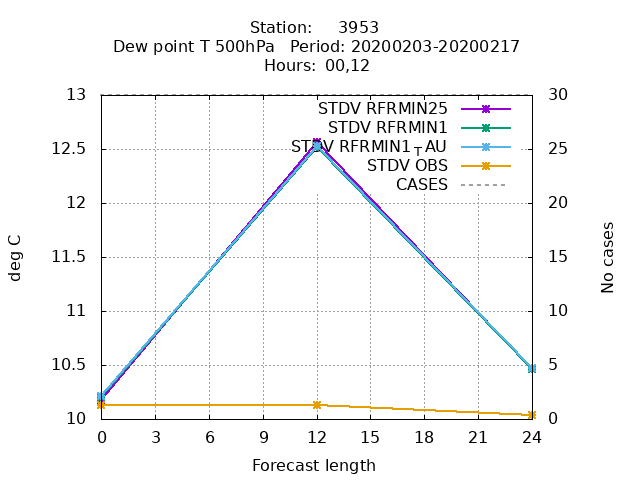 Station: 3953
Dew point T 500hPa Period: 20200203-20200217
Hours: 00,12
STDV RFRMIN25
STDV RFRMIN1
STDV RFRMIN1TAU
STDV OBS
CASES
13
12.5
12
11.5
11
10.5
10
30
25
20
15
10
5
0
deg C
No cases
0 3 6 9 12 15 18 21 24
Forecast length